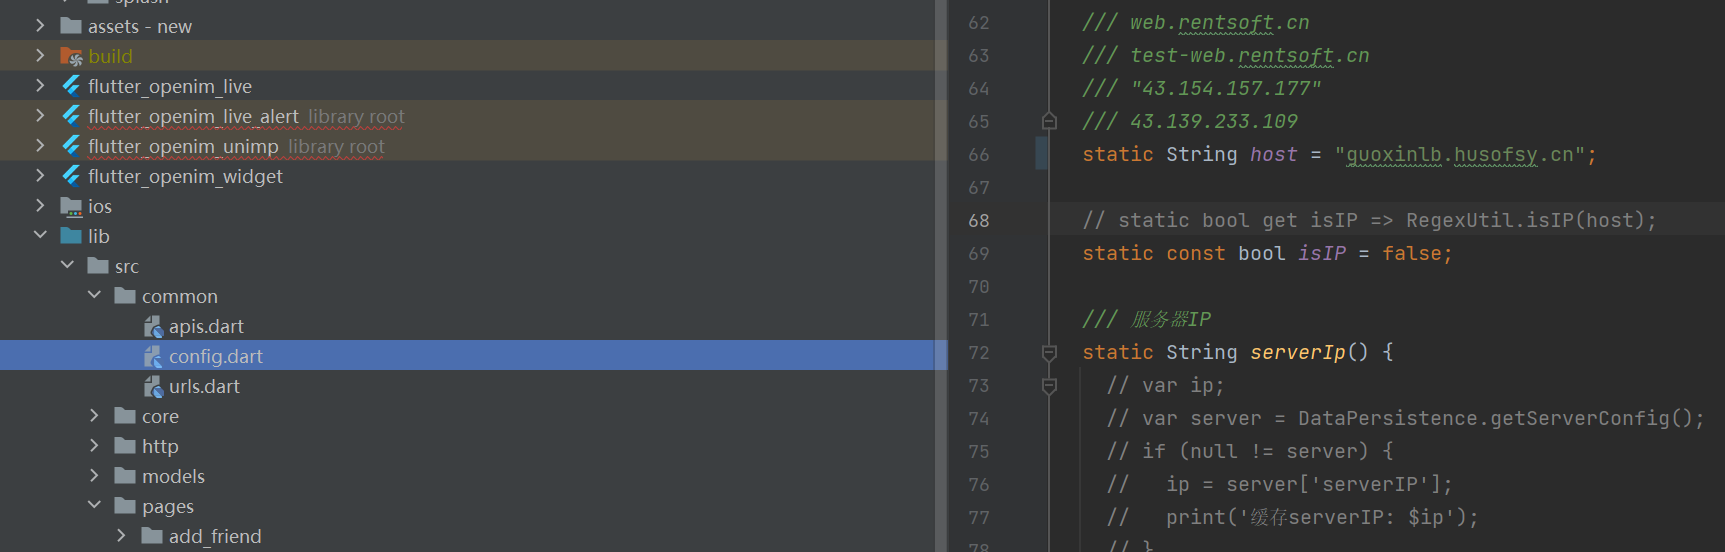 splash
assets - new
build
flutter_openim_live
flutter_openim_live_alert library root
flutter_openim_unimp library root
flutter_openim_widget
ios
lib
src
common
apis.dart
config.dart
urls.dart
core
http
models
pages
add_friend
62 /// web.rentsoft.cn
63 /// test-web.rentsoft.cn
64 /// "43.154.157.177"
65 /// 43.139.233.109
66 static String host = "guoxinlb.husofsy.cn";
67
68 // static bool get isIP => RegexUtil.isIP(host);
69 static const bool isIP = false;
70
71 /// 服务器IP
72 static String serverIp() {
73 // var ip;
74 // var server = DataPersistence.getServerConfig();
75 // if (null != server) {
76 //   ip = server['serverIP'];
77 //   print('缓存serverIP: $ip');
78 // }